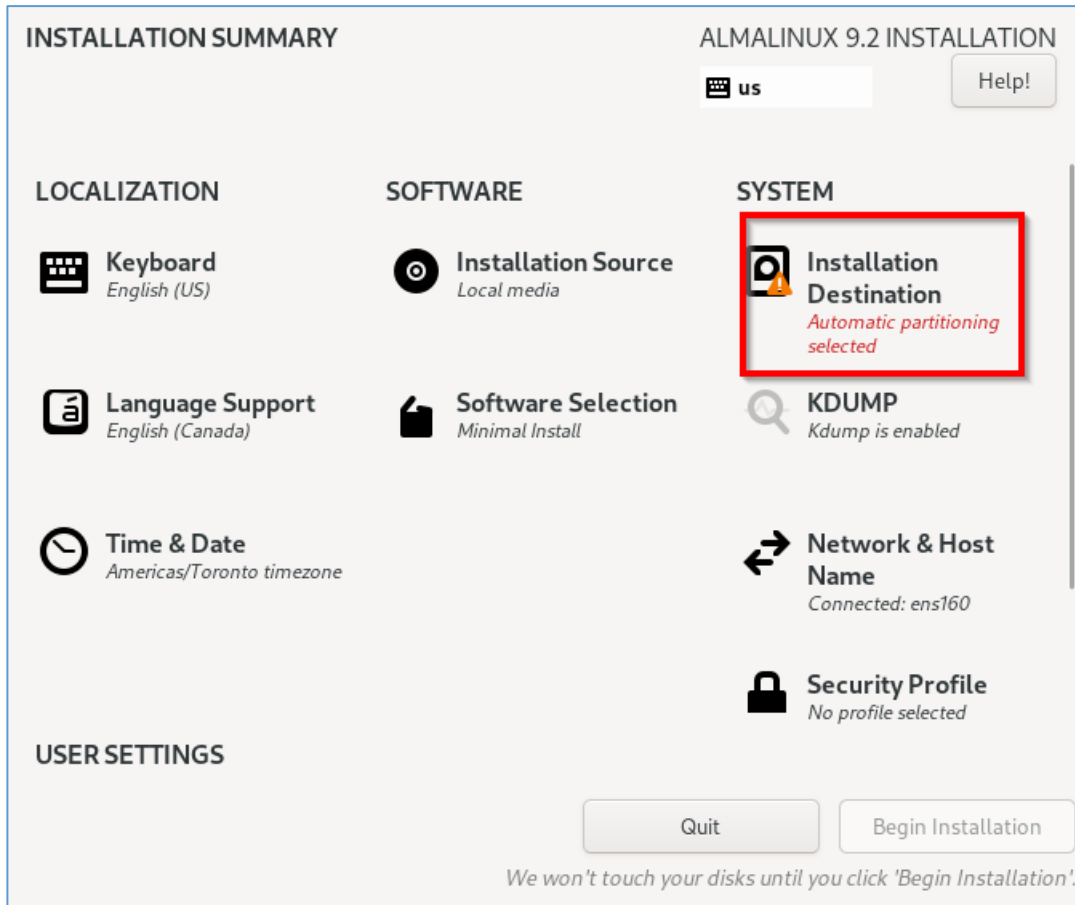 INSTALLATION SUMMARY
ALMALINUX 9.2 INSTALLATION
us
Help!
LOCALIZATION
Keyboard
English (US)
Language Support
English (Canada)
Time & Date
Americas/Toronto timezone
SOFTWARE
Installation Source
Local media
Software Selection
Minimal Install
SYSTEM
Installation
Destination
Automatic partitioning
selected
KDUMP
Kdump is enabled
Network & Host
Name
Connected: ens160
Security Profile
No profile selected
USER SETTINGS
Quit
Begin Installation
We won't touch your disks until you click 'Begin Installation'.